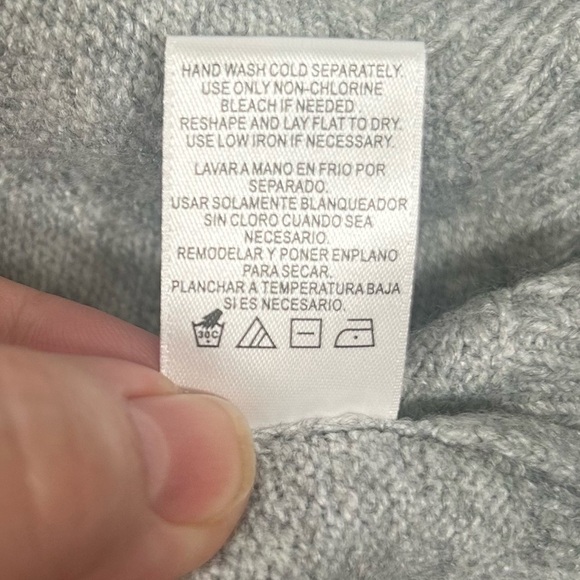 HAND WASH COLD SEPARATELY.
USE ONLY NON-CHLORINE
BLEACH IF NEEDED .
RESHAPE AND LAY FLAT TO DRY.
USE LOW IRON IF NECESSARY.
LAVAR A MANO EN FRIO POR
SEPARADO.
USAR SOLAMENTE BLANQUEADOR
SIN CLORO CUANDO SEA
NECESARIO.
REMODELAR Y PONER ENPLANO
PARA SECAR.
PLANCHAR A TEMPERATURA BAJA
SI ES NECESARIO.
30C